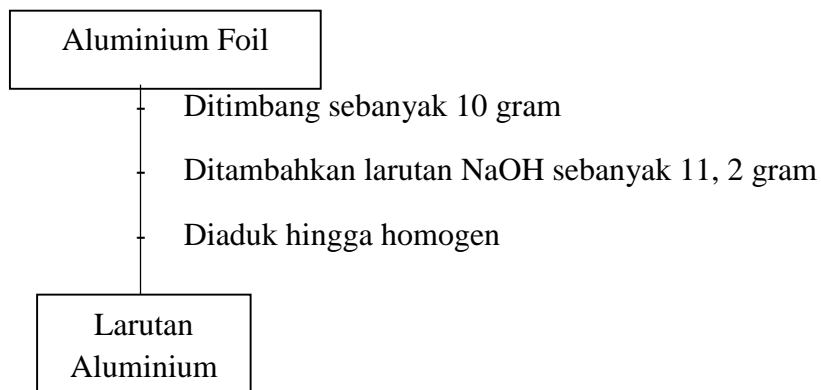 Aluminium Foil
- Ditimbang sebanyak 10 gram
- Ditambahkan larutan NaOH sebanyak 11, 2 gram
- Diaduk hingga homogen
Larutan
Aluminium